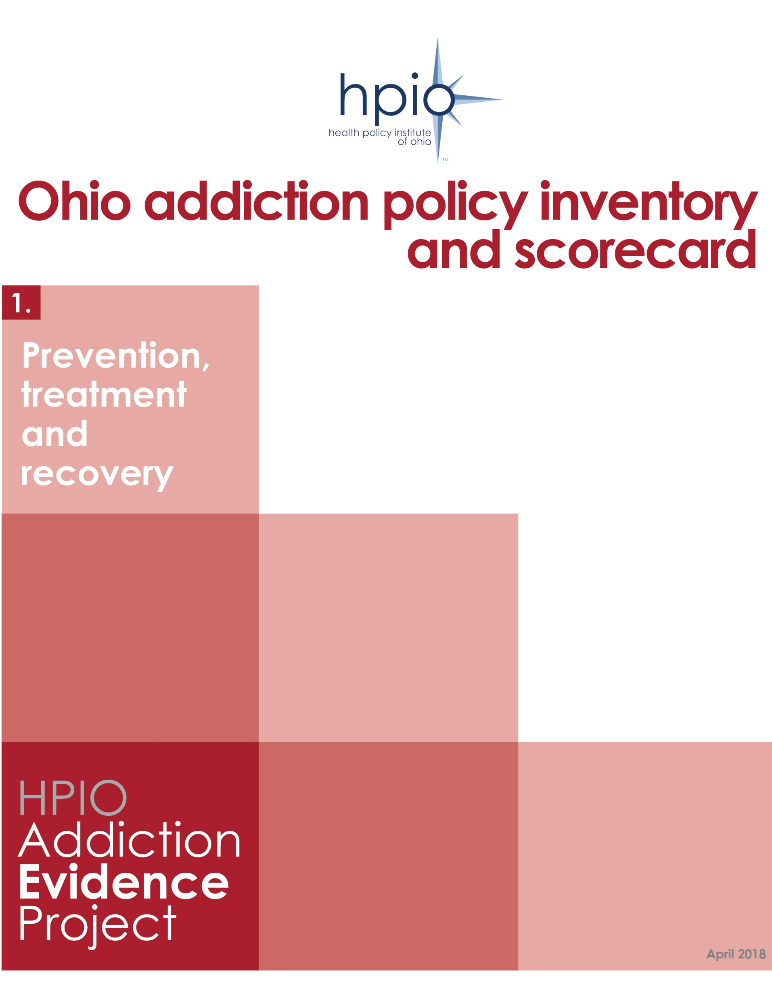 hpio
health policy institute
of ohio
TM
Ohio addiction policy inventory
and scorecard
1.
Prevention,
treatment
and
recovery
HPIO
Addiction
Evidence
Project
April 2018